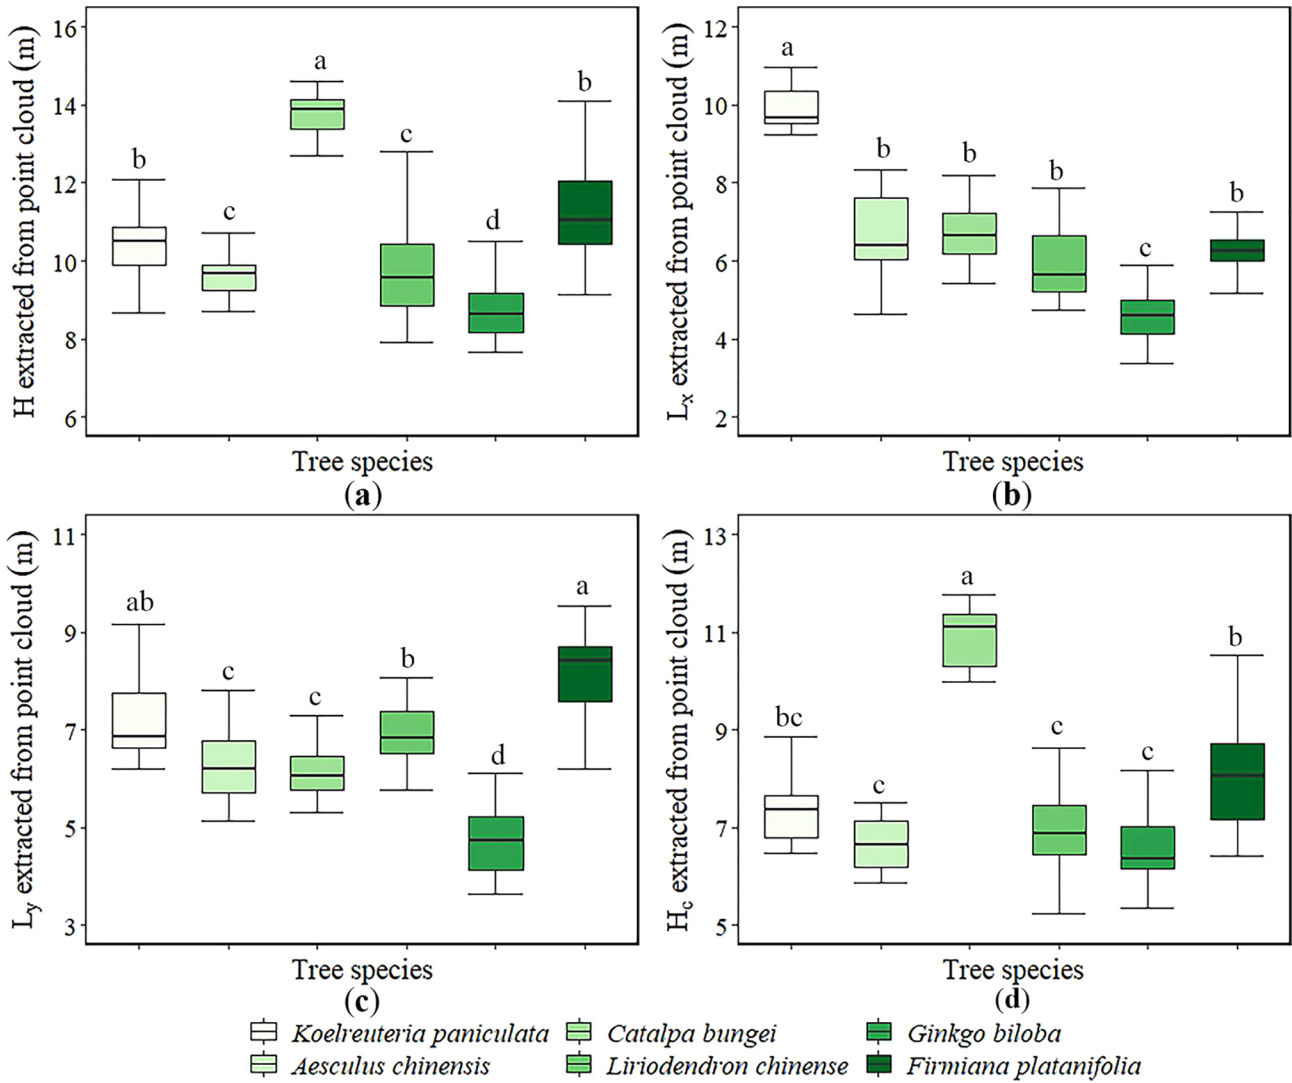 H extracted from point cloud (m)
16
14
12
10
8
6
b
c
a
c
d
b
Tree species
(a)
Lx extracted from point cloud (m)
12
10
8
6
4
2
a
b
b
b
c
b
Tree species
(b)
Ly extracted from point cloud (m)
11
9
7
5
3
ab
c
c
b
d
a
Tree species
(c)
Hc extracted from point cloud (m)
13
11
9
7
5
bc
c
a
c
c
b
Tree species
(d)
Koelreuteria paniculata
Catalpa bungei
Ginkgo biloba
Aesculus chinensis
Liriodendron chinense
Firmiana platanifolia